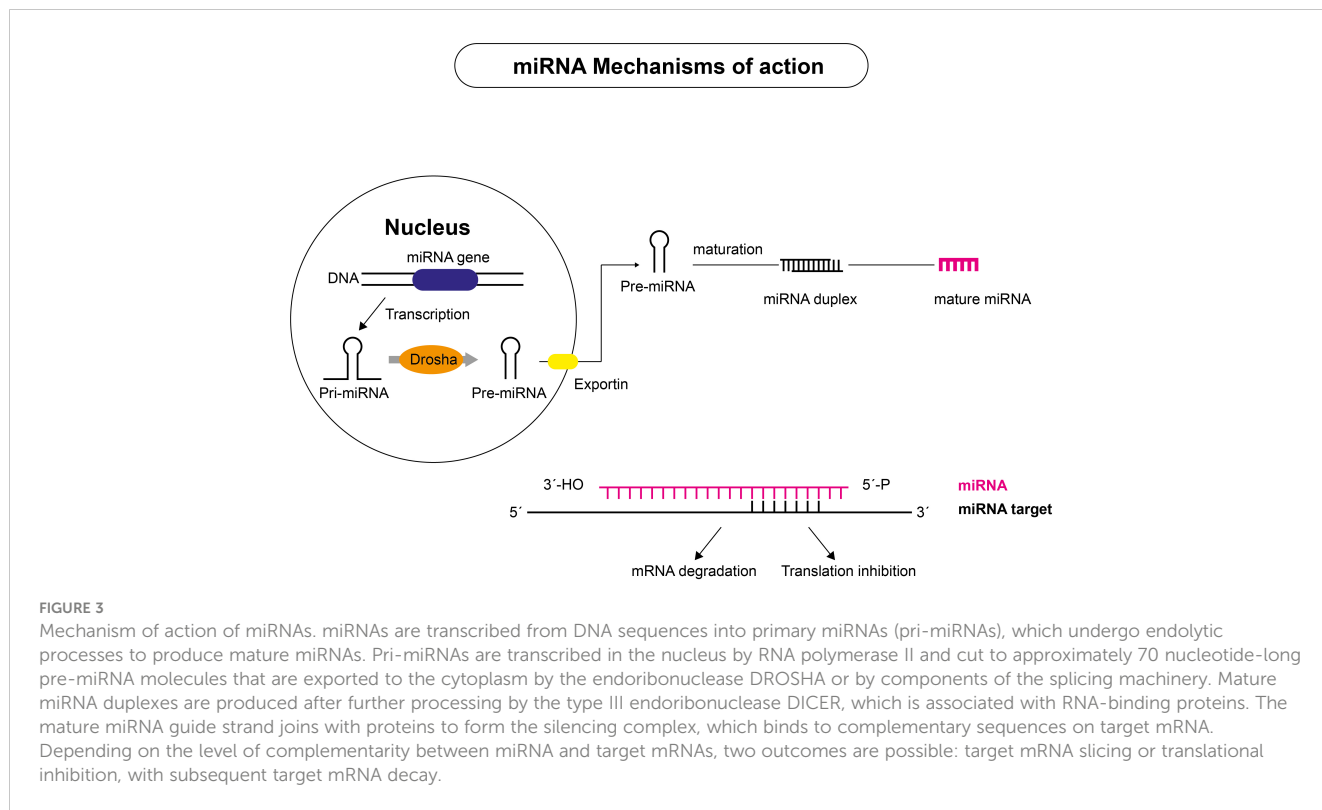 miRNA Mechanisms of action
Nucleus
miRNA gene
DNA
Transcription
Pri-miRNA
Drosha
Pre-miRNA
Exportin
Pre-miRNA
maturation
miRNA duplex
mature miRNA
3´-HO
5´-P
miRNA
5´
3´
miRNA target
mRNA degradation
Translation inhibition
FIGURE 3
Mechanism of action of miRNAs. miRNAs are transcribed from DNA sequences into primary miRNAs (pri-miRNAs), which undergo endolytic
processes to produce mature miRNAs. Pri-miRNAs are transcribed in the nucleus by RNA polymerase II and cut to approximately 70 nucleotide-long
pre-miRNA molecules that are exported to the cytoplasm by the endoribonuclease DROSHA or by components of the splicing machinery. Mature
miRNA duplexes are produced after further processing by the type III endoribonuclease DICER, which is associated with RNA-binding proteins. The
mature miRNA guide strand joins with proteins to form the silencing complex, which binds to complementary sequences on target mRNA.
Depending on the level of complementarity between miRNA and target mRNAs, two outcomes are possible: target mRNA slicing or translational
inhibition, with subsequent target mRNA decay.